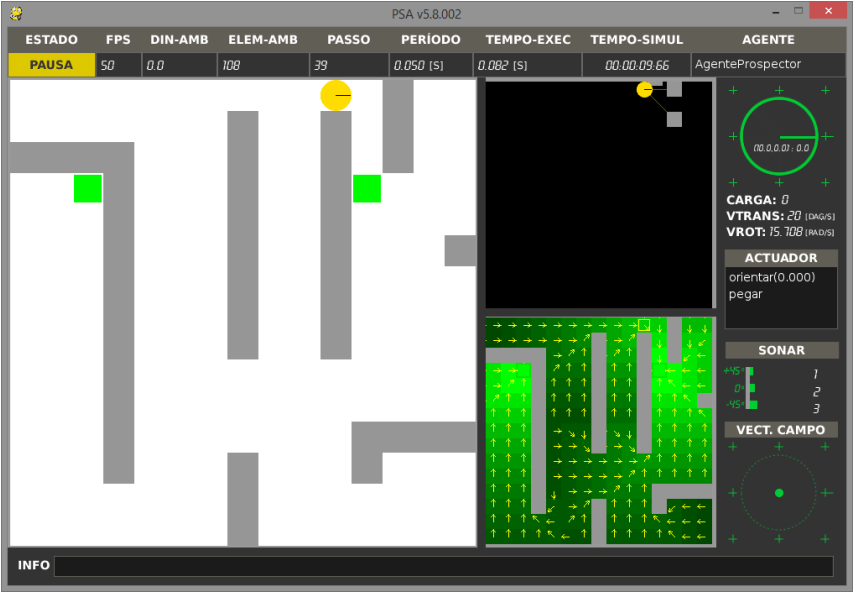 PSA v5.8.002
ESTADO FPS DIN-AMB ELEM-AMB PASSO PERÍODO TEMPO-EXEC TEMPO-SIMUL AGENTE
PAUSA 50 0.0 108 39 0.050 [S] 0.082 [S] 00:00:09:66 AgenteProspector
(10.0,0.0) : 0.0
CARGA: 0
VTRANS: 20 [DAG/S]
VROT: 15.708 [RAD/S]
ACTUADOR
orientar(0.000)
pegar
SONAR
+45° 1
0° 2
-45° 3
VECT. CAMPO
INFO